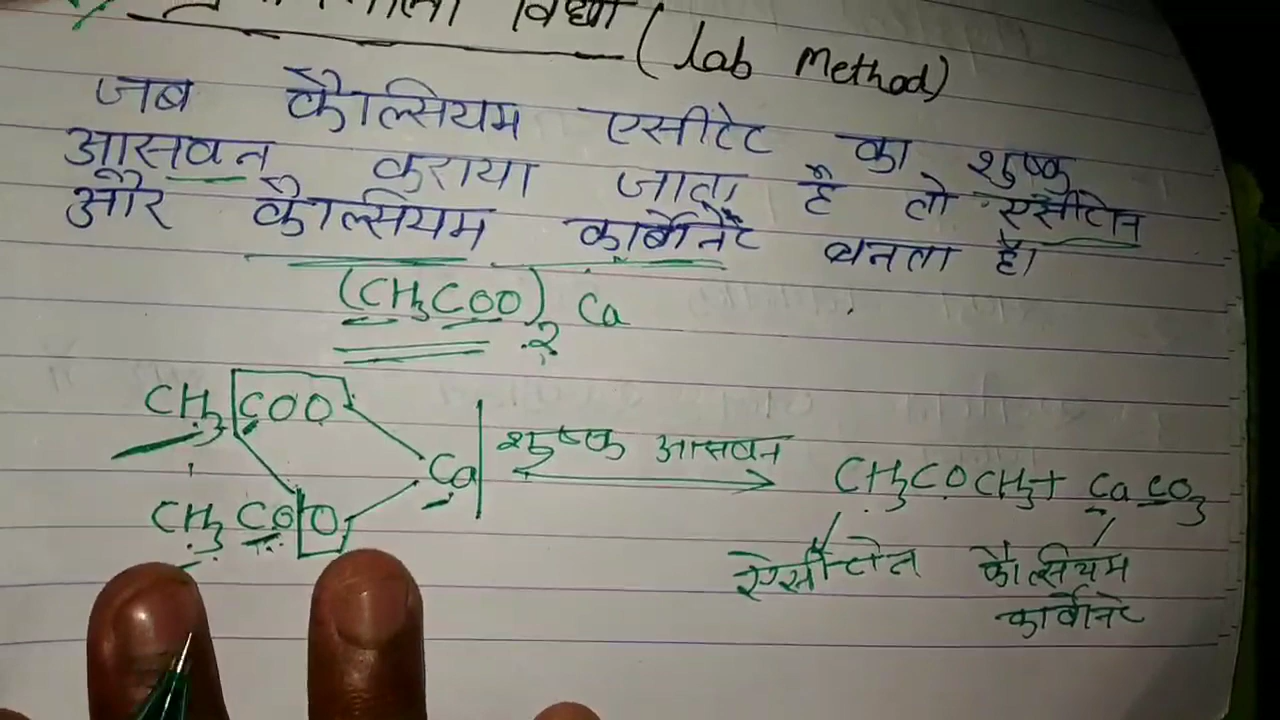 विधि (Lab Method)
जब कैल्सियम एसीटेट का शुष्क
आसवन कराया जाता है तो एसीटोन
और कैल्सियम कार्बोनेट बनता है।
(CH3COO)2 Ca
CH3COO
Ca
CH3COO
शुष्क आसवन
CH3COCH3 + CaCO3
ऐसीटोन कैल्सियम
कार्बोनेट